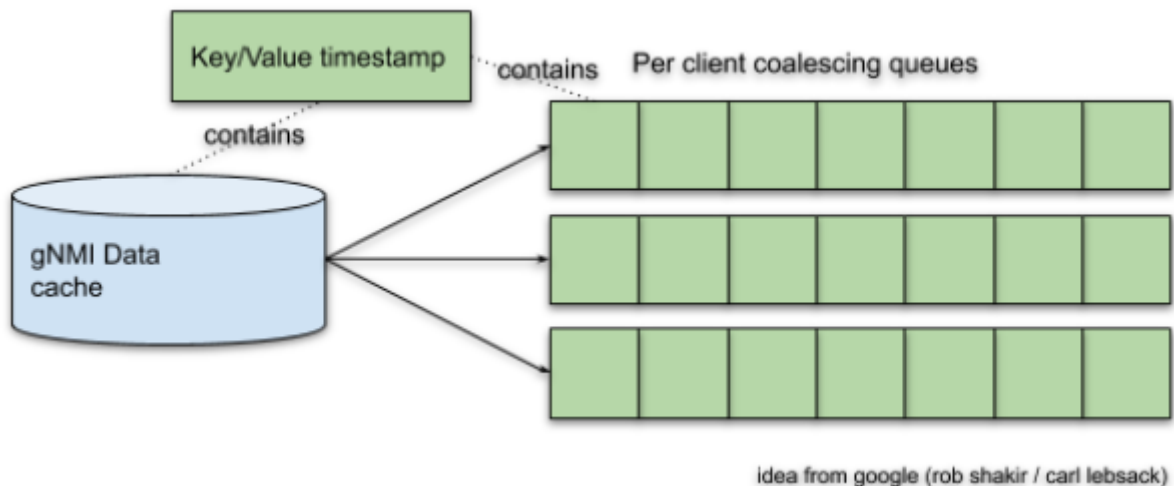 Key/Value timestamp
contains
Per client coalescing queues
contains
gNMI Data
cache
idea from google (rob shakir / carl lebsack)